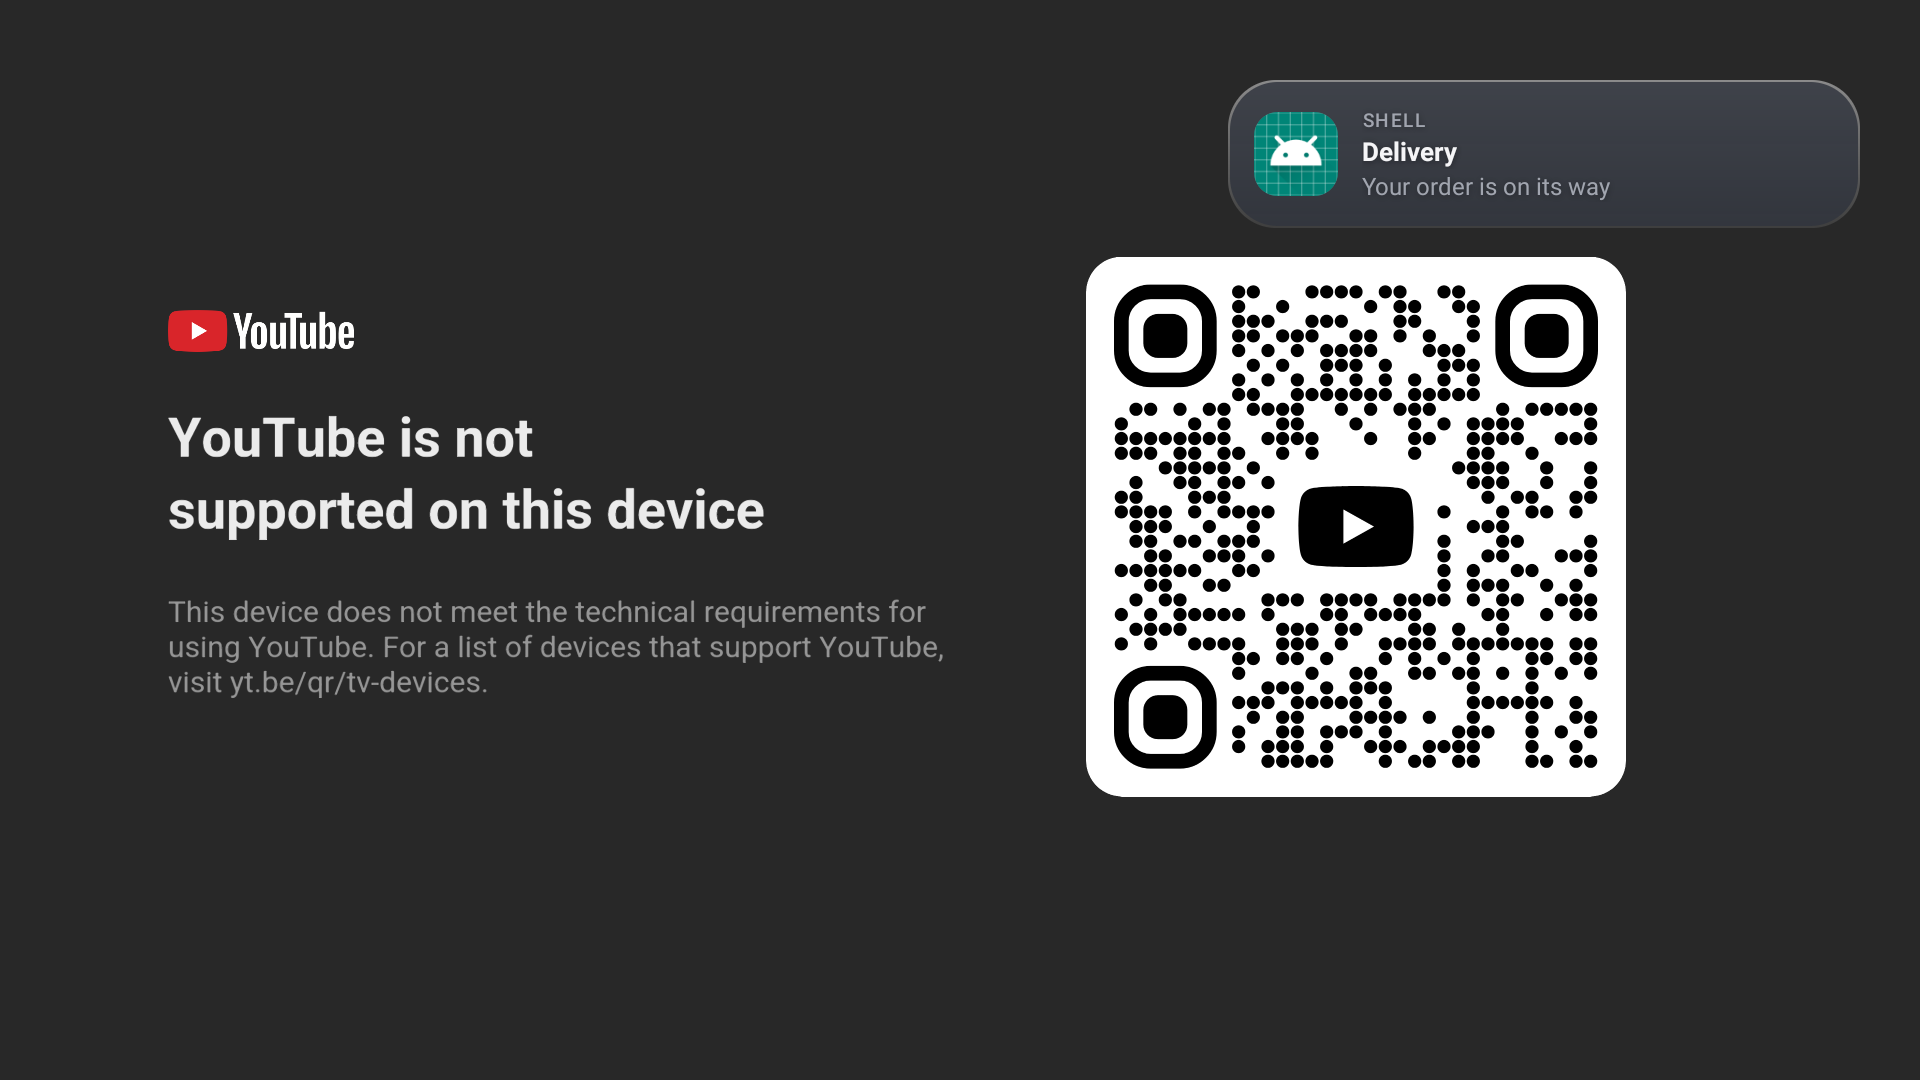 SHELL
Delivery
Your order is on its way
YouTube
YouTube is not
supported on this device
This device does not meet the technical requirements for
using YouTube. For a list of devices that support YouTube,
visit yt.be/qr/tv-devices.